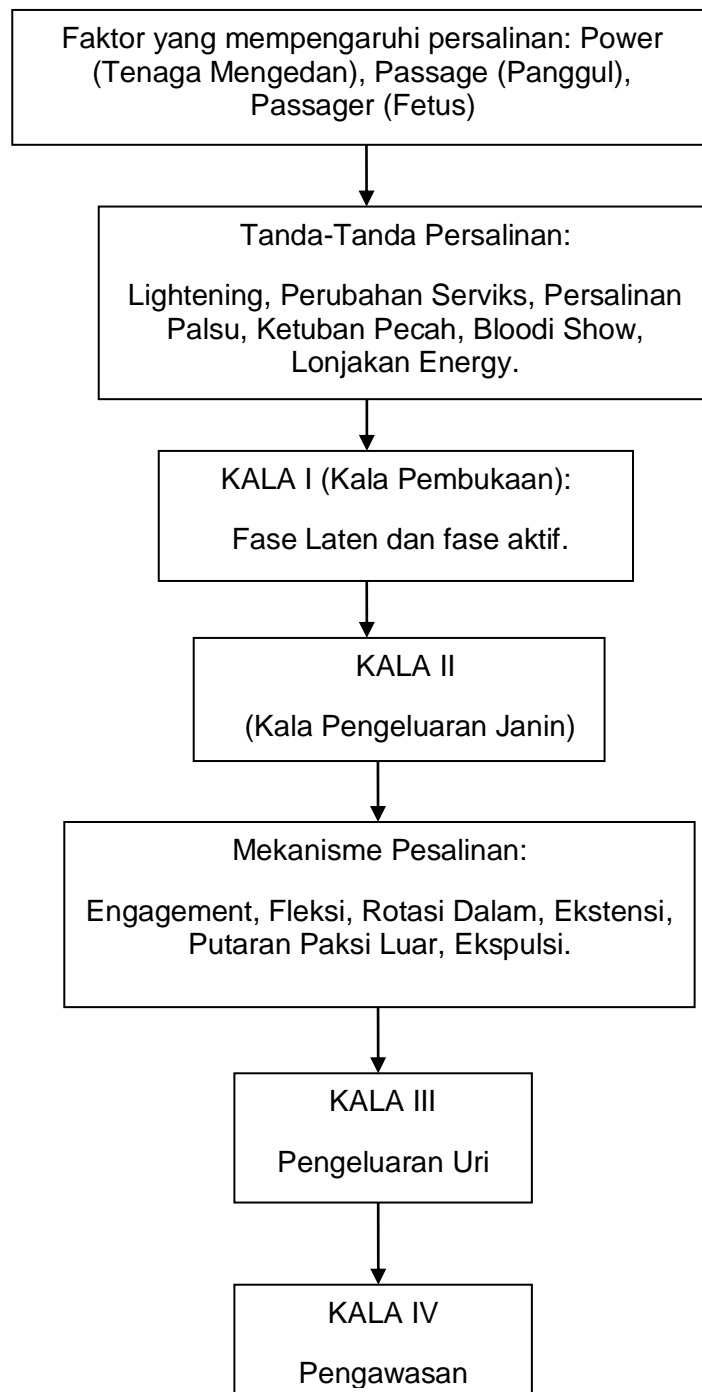 Faktor yang mempengaruhi persalinan: Power
(Tenaga Mengedan), Passage (Panggul),
Passager (Fetus)
Tanda-Tanda Persalinan:
Lightening, Perubahan Serviks, Persalinan
Palsu, Ketuban Pecah, Bloodi Show,
Lonjakan Energy.
KALA I (Kala Pembukaan):
Fase Laten dan fase aktif.
KALA II
(Kala Pengeluaran Janin)
Mekanisme Pesalinan:
Engagement, Fleksi, Rotasi Dalam, Ekstensi,
Putaran Paksi Luar, Ekspulsi.
KALA III
Pengeluaran Uri
KALA IV
Pengawasan